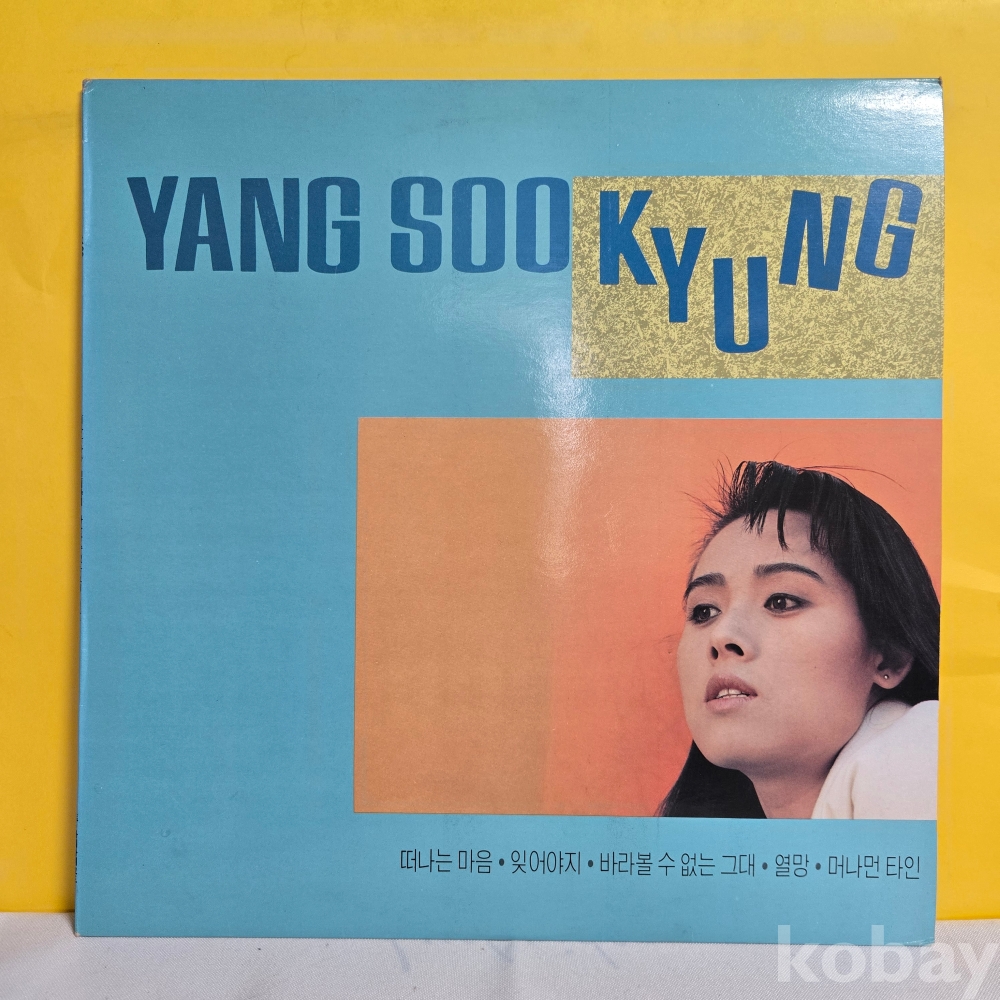 YANG SOO KYUNG
떠나는 마음 • 잊어야지 • 바라볼 수 없는 그대 • 열망 • 머나먼 타인
kobay